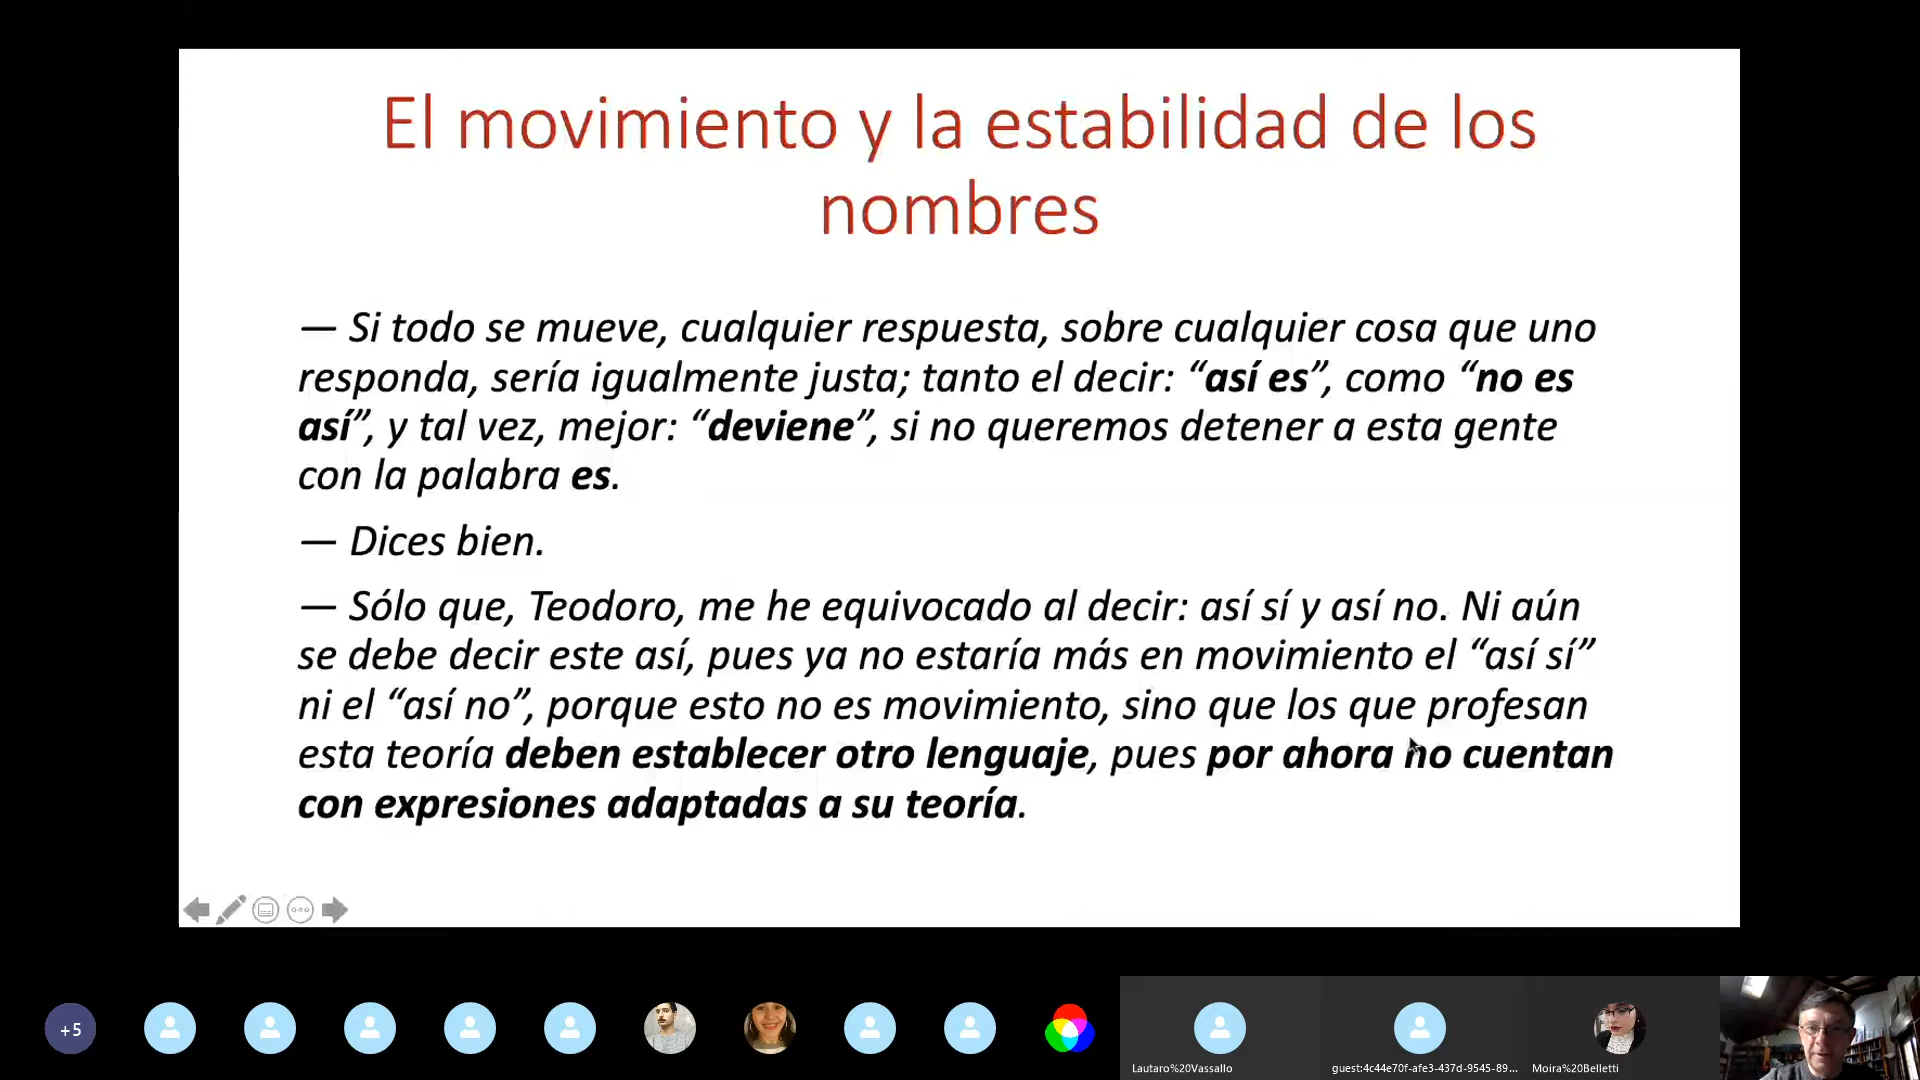 El movimiento y la estabilidad de los
nombres
— Si todo se mueve, cualquier respuesta, sobre cualquier cosa que uno
responda, sería igualmente justa; tanto el decir: “así es”, como “no es
así”, y tal vez, mejor: “deviene”, si no queremos detener a esta gente
con la palabra es.
— Dices bien.
— Sólo que, Teodoro, me he equivocado al decir: así sí y así no. Ni aún
se debe decir este así, pues ya no estaría más en movimiento el “así sí”
ni el “así no”, porque esto no es movimiento, sino que los que profesan
esta teoría deben establecer otro lenguaje, pues por ahora no cuentan
con expresiones adaptadas a su teoría.
+5
Lautaro%20Vassallo
guest:4c44e70f-afe3-437d-9545-89...
Moira%20Belletti